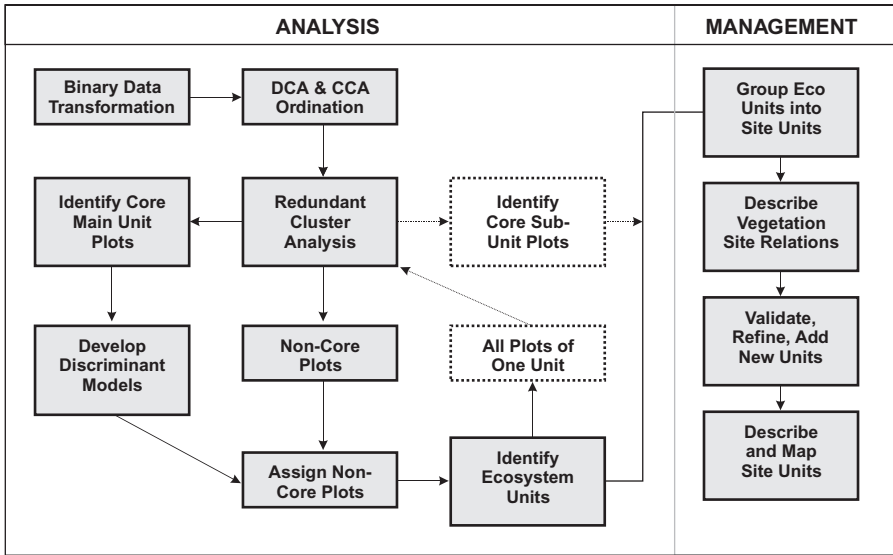 ANALYSIS
MANAGEMENT
Binary Data
Transformation
DCA & CCA
Ordination
Group Eco
Units into
Site Units
Identify Core
Main Unit
Plots
Redundant
Cluster
Analysis
Identify
Core Sub-
Unit Plots
Describe
Vegetation
Site Relations
Develop
Discriminant
Models
Non-Core
Plots
All Plots of
One Unit
Validate,
Refine, Add
New Units
Assign Non-
Core Plots
Identify
Ecosystem
Units
Describe
and Map
Site Units